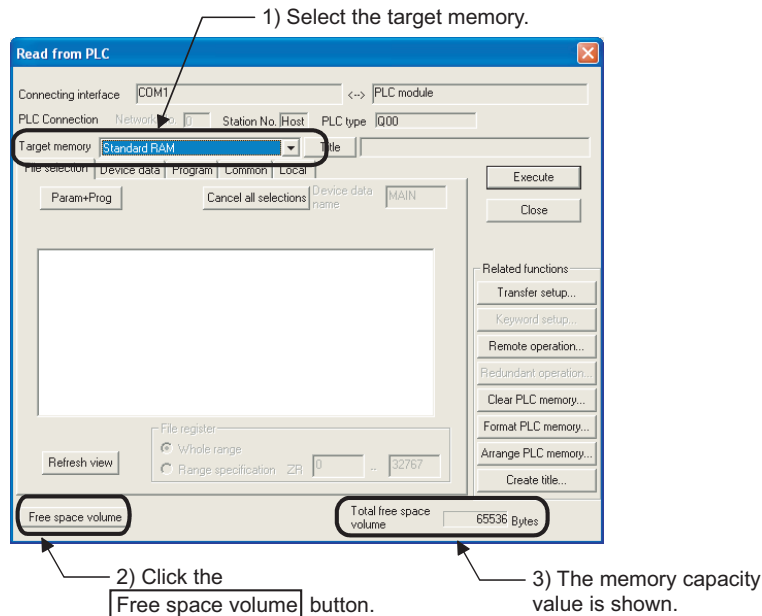 1) Select the target memory.
Read from PLC
Connecting interface COM1 <--> PLC module
PLC Connection Network No. 0 Station No. Host PLC type Q00
Target memory Standard RAM Title
File selection Device data Program Common Local
Execute
Param+Prog Cancel all selections Device data name MAIN
Close
Related functions
Transfer setup...
Keyword setup...
Remote operation...
Redundant operation...
Clear PLC memory...
File register
Format PLC memory...
Whole range
Arrange PLC memory...
Refresh view Range specification ZR 0 .. 32767
Create title...
Free space volume Total free space volume 65536 Bytes
2) Click the
Free space volume button.
3) The memory capacity
value is shown.